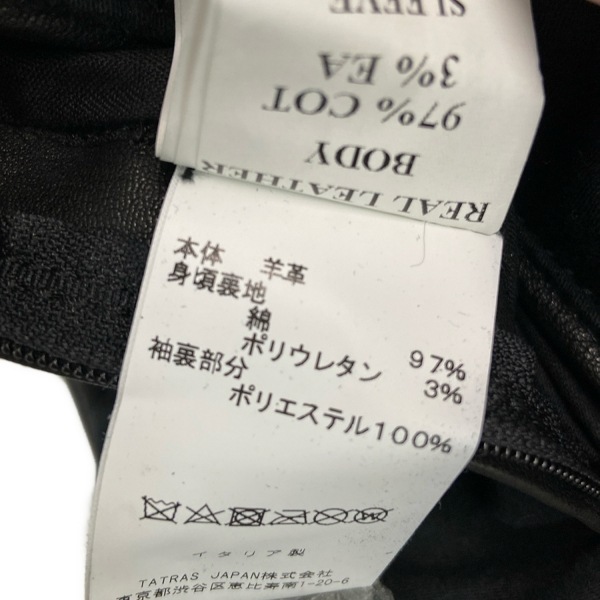 SLEEVE
3% EA
97% COT
BODY
REAL LEATHER
本体 羊革
身頃裏地
綿 97%
ポリウレタン 3%
袖裏部分
ポリエステル100%
イタリア製
TATRAS JAPAN株式会社
東京都渋谷区恵比寿南1-20-6